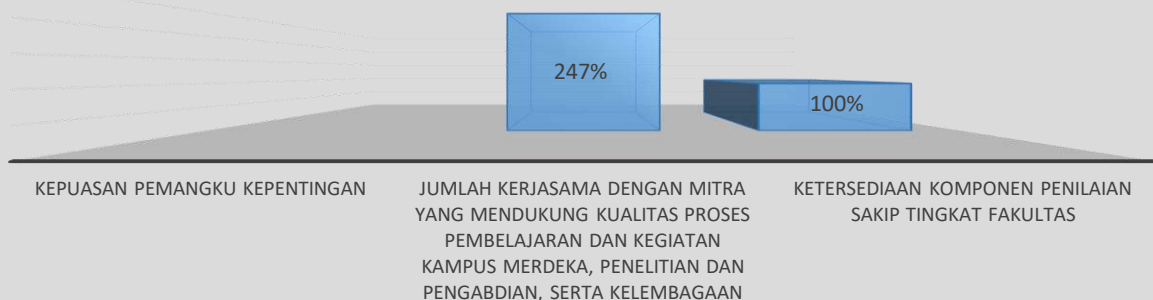 247%
100%
KEPUASAN PEMANGKU KEPENTINGAN
JUMLAH KERJASAMA DENGAN MITRA
YANG MENDUKUNG KUALITAS PROSES
PEMBELAJARAN DAN KEGIATAN
KAMPUS MERDEKA, PENELITIAN DAN
PENGABDIAN, SERTA KELEMBAGAAN
KETERSEDIAAN KOMPONEN PENILAIAN
SAKIP TINGKAT FAKULTAS